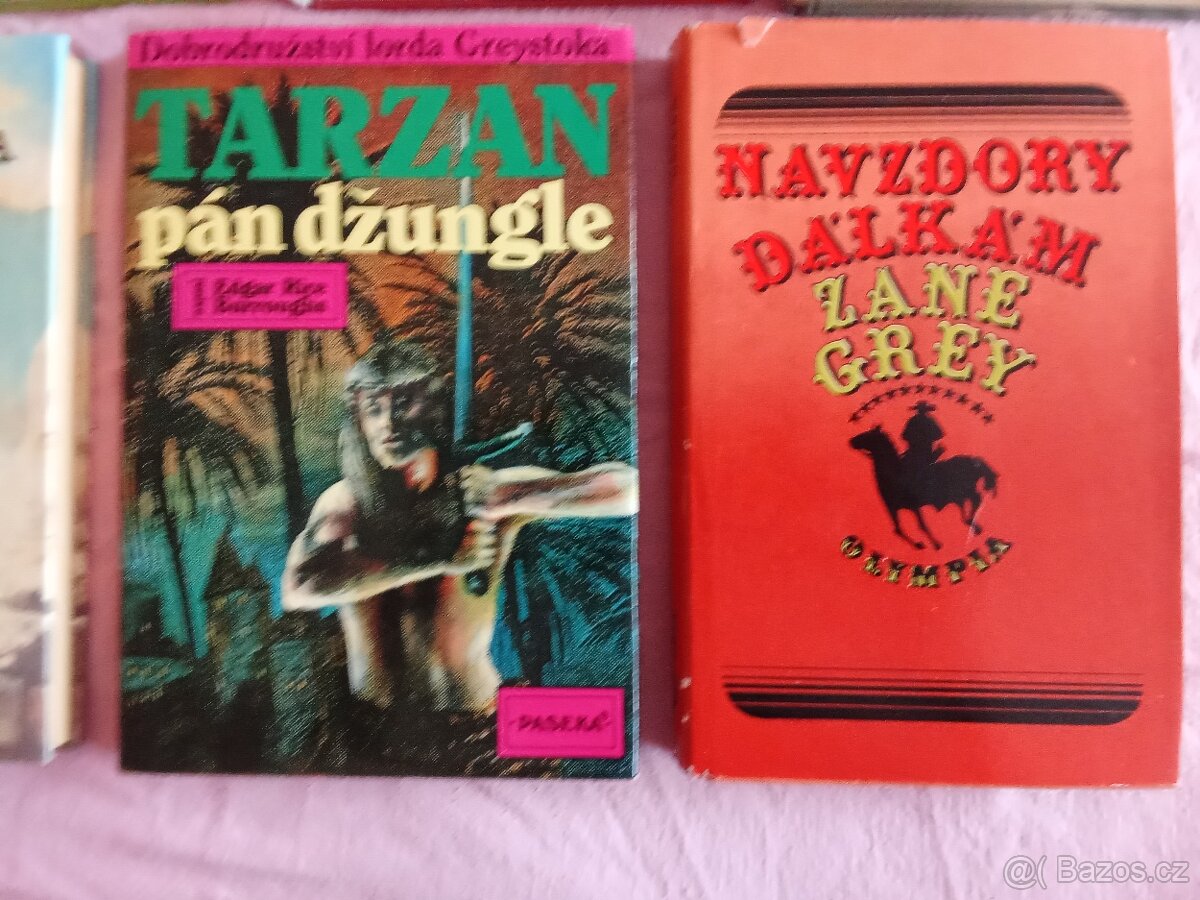 A
Dobrodružství lorda Greystoka
TARZAN
pán džungle
Edgar Rice
Burroughs
PASEKA
NAVZDORY
DÁLKÁM
ZANE
GREY
OLYMPIA
@( Bazos.cz